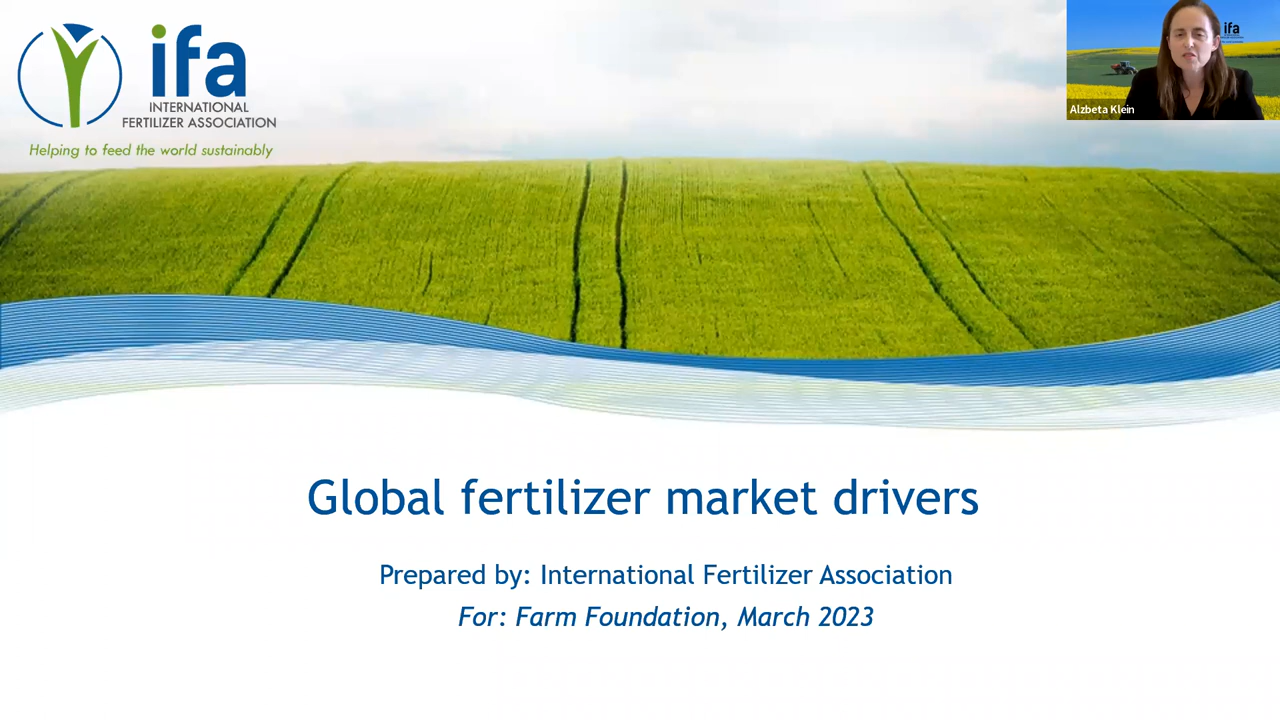 ifa
INTERNATIONAL
FERTILIZER ASSOCIATION
Helping to feed the world sustainably
ifa
Alzbeta Klein
Global fertilizer market drivers
Prepared by: International Fertilizer Association
For: Farm Foundation, March 2023